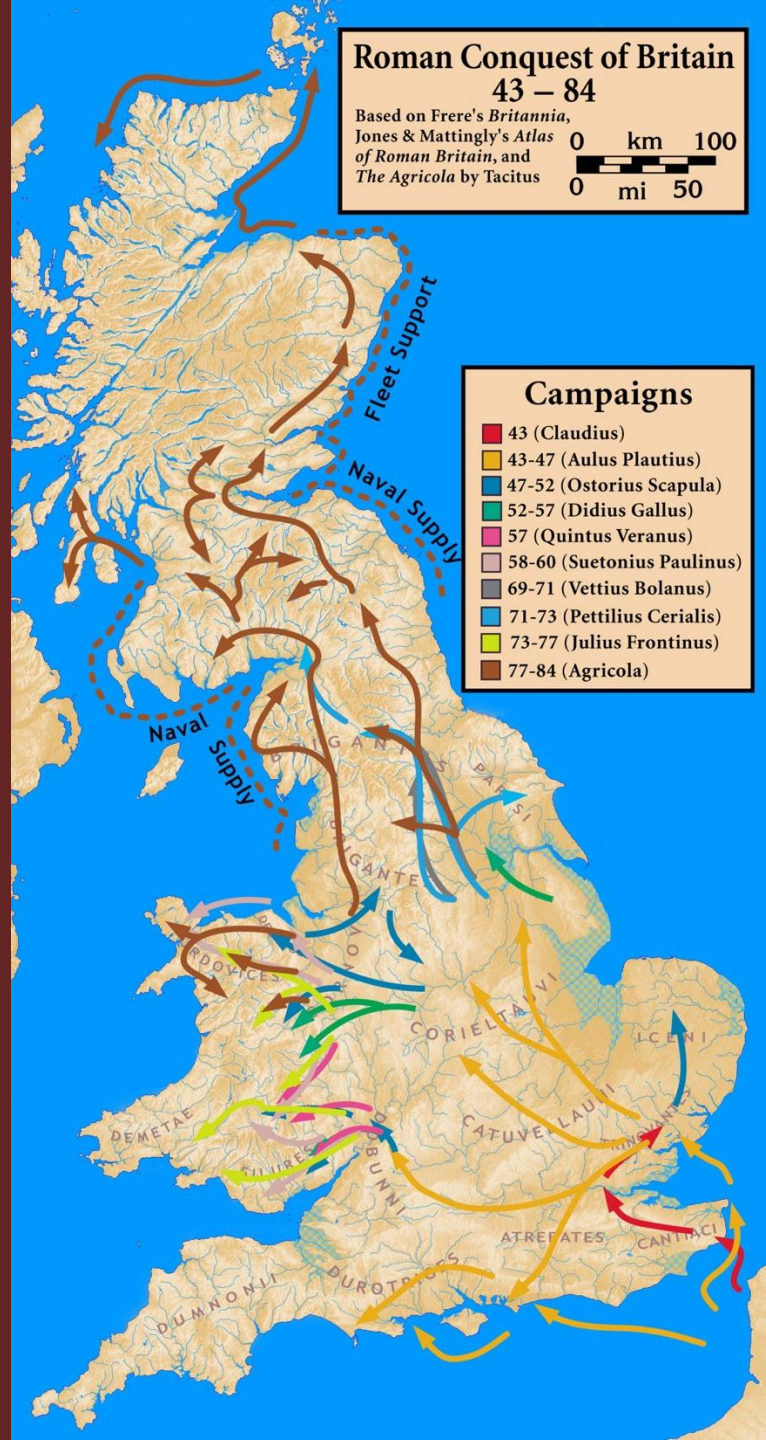 Roman Conquest of Britain
43 – 84
Based on Frere's Britannia,
Jones & Mattingly's Atlas
of Roman Britain, and
The Agricola by Tacitus
0 km 100
0 mi 50
Fleet Support
Naval Supply
Campaigns
43 (Claudius)
43-47 (Aulus Plautius)
47-52 (Ostorius Scapula)
52-57 (Didius Gallus)
57 (Quintus Veranus)
58-60 (Suetonius Paulinus)
69-71 (Vettius Bolanus)
71-73 (Pettilius Cerialis)
73-77 (Julius Frontinus)
77-84 (Agricola)
Naval
Supply
PARISI
CORIELTAUVI
ICENI
CATUVELLAUNI
DEMETAE
SILURES
ATREBATES
CANTIACI
DUROTRIGES
DUMNONII